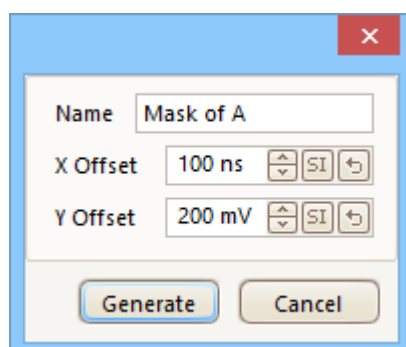 Name Mask of A
X Offset 100 ns SI
Y Offset 200 mV SI
Generate Cancel